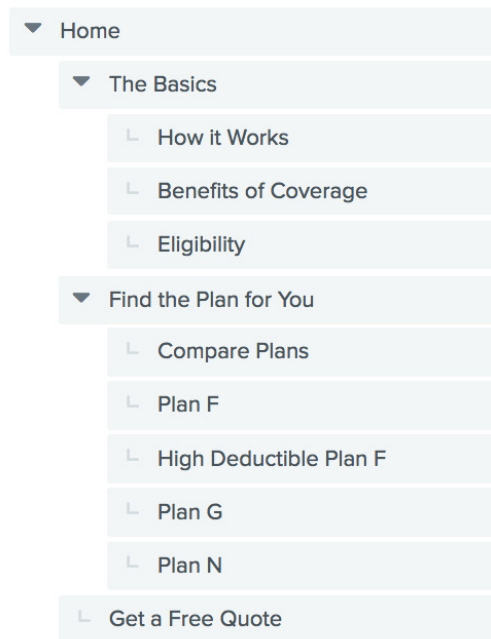 Home
The Basics
How it Works
Benefits of Coverage
Eligibility
Find the Plan for You
Compare Plans
Plan F
High Deductible Plan F
Plan G
Plan N
Get a Free Quote